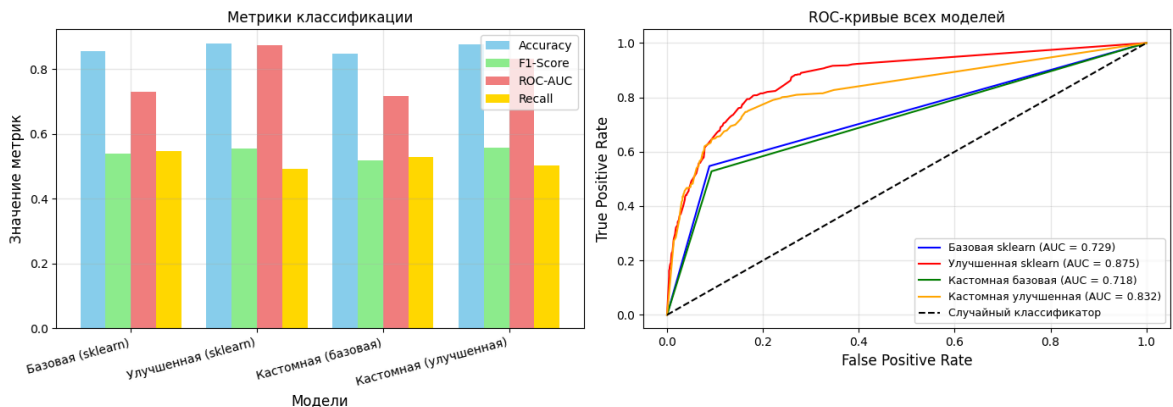 Метрики классификации
Значение метрик
0.8
0.6
0.4
0.2
0.0
Accuracy
F1-Score
ROC-AUC
Recall
Базовая (sklearn)
Улучшенная (sklearn)
Кастомная (базовая)
Кастомная (улучшенная)
Модели
ROC-кривые всех моделей
True Positive Rate
1.0
0.8
0.6
0.4
0.2
0.0
Базовая sklearn (AUC = 0.729)
Улучшенная sklearn (AUC = 0.875)
Кастомная базовая (AUC = 0.718)
Кастомная улучшенная (AUC = 0.832)
Случайный классификатор
0.0 0.2 0.4 0.6 0.8 1.0
False Positive Rate